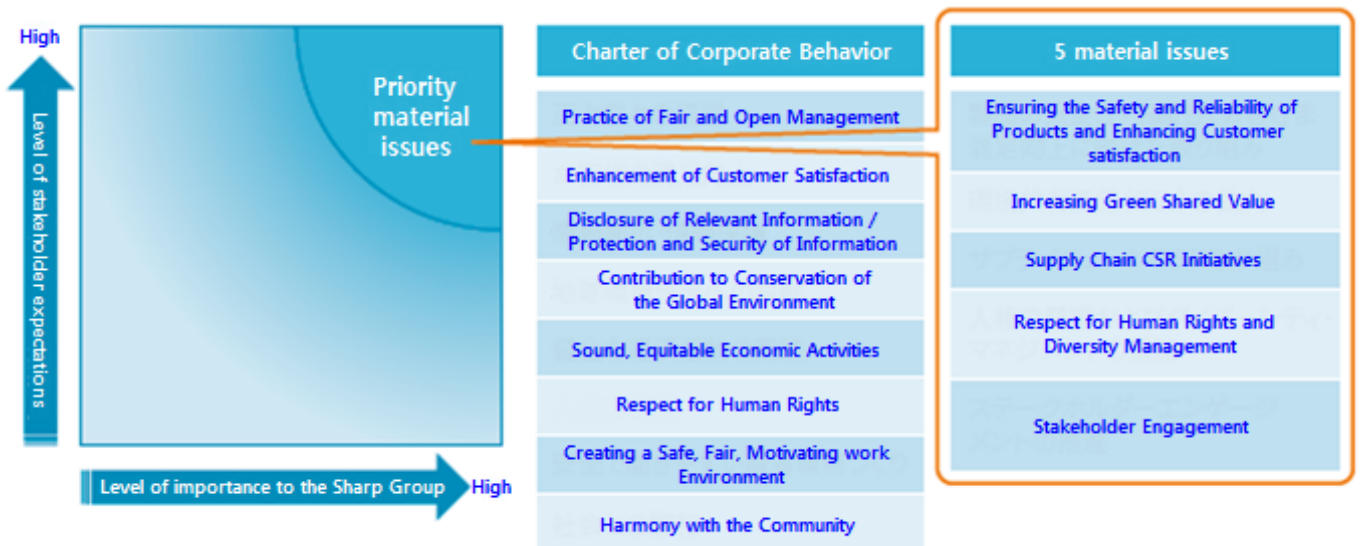 High
Level of stakeholder expectations
Priority
material
issues
Level of importance to the Sharp Group
High
Charter of Corporate Behavior
Practice of Fair and Open Management
Enhancement of Customer Satisfaction
Disclosure of Relevant Information /
Protection and Security of Information
Contribution to Conservation of
the Global Environment
Sound, Equitable Economic Activities
Respect for Human Rights
Creating a Safe, Fair, Motivating work
Environment
Harmony with the Community
5 material issues
Ensuring the Safety and Reliability of
Products and Enhancing Customer
satisfaction
Increasing Green Shared Value
Supply Chain CSR Initiatives
Respect for Human Rights and
Diversity Management
Stakeholder Engagement